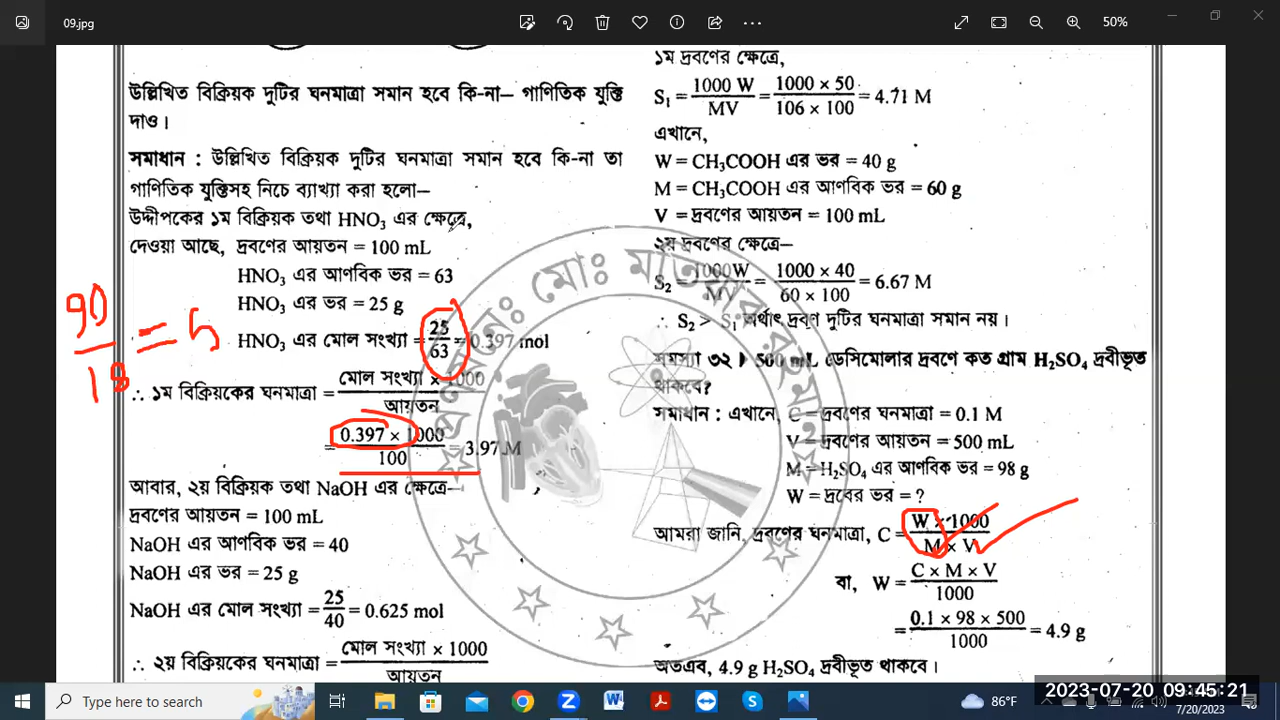 09.jpg
50%
উল্লিখিত বিক্রিয়ক দুটির ঘনমাত্রা সমান হবে কি-না– গাণিতিক যুক্তি
দাও।
সমাধান : উল্লিখিত বিক্রিয়ক দুটির ঘনমাত্রা সমান হবে কি-না তা
গাণিতিক যুক্তিসহ নিচে ব্যাখ্যা করা হলো–
উদ্দীপকের ১ম বিক্রিয়ক তথা HNO₃ এর ক্ষেত্রে,
দেওয়া আছে, দ্রবণের আয়তন = 100 mL
HNO₃ এর আণবিক ভর = 63
HNO₃ এর ভর = 25 g
HNO₃ এর মোল সংখ্যা = 25/63 = 0.397 mol
∴ ১ম বিক্রিয়কের ঘনমাত্রা = মোল সংখ্যা × 1000 / আয়তন
= 0.397 × 1000 / 100 = 3.97 M
আবার, ২য় বিক্রিয়ক তথা NaOH এর ক্ষেত্রে–
দ্রবণের আয়তন = 100 mL
NaOH এর আণবিক ভর = 40
NaOH এর ভর = 25 g
NaOH এর মোল সংখ্যা = 25/40 = 0.625 mol
∴ ২য় বিক্রিয়কের ঘনমাত্রা = মোল সংখ্যা × 1000 / আয়তন
90/18 = 5
১ম দ্রবণের ক্ষেত্রে,
S₁ = 1000 W / MV = 1000 × 50 / 106 × 100 = 4.71 M
এখানে,
W = CH₃COOH এর ভর = 40 g
M = CH₃COOH এর আণবিক ভর = 60 g
V = দ্রবণের আয়তন = 100 mL
২য় দ্রবণের ক্ষেত্রে–
S₂ = 1000W / MV = 1000 × 40 / 60 × 100 = 6.67 M
∴ S₂ > S₁ অর্থাৎ দ্রবণ দুটির ঘনমাত্রা সমান নয়।
সমস্যা ৩২ ▶ 500 mL ডেসিমোলার দ্রবণে কত গ্রাম H₂SO₄ দ্রবীভূত
থাকবে?
সমাধান : এখানে, C = দ্রবণের ঘনমাত্রা = 0.1 M
V = দ্রবণের আয়তন = 500 mL
M = H₂SO₄ এর আণবিক ভর = 98 g
W = দ্রবের ভর = ?
আমরা জানি, দ্রবণের ঘনমাত্রা, C = W × 1000 / M × V
বা, W = C × M × V / 1000
= 0.1 × 98 × 500 / 1000 = 4.9 g
অতএব, 4.9 g H₂SO₄ দ্রবীভূত থাকবে।
মোঃ মতিয়ার রহমান
Type here to search
86°F
2023-07-20 09:45:21
7/20/2023